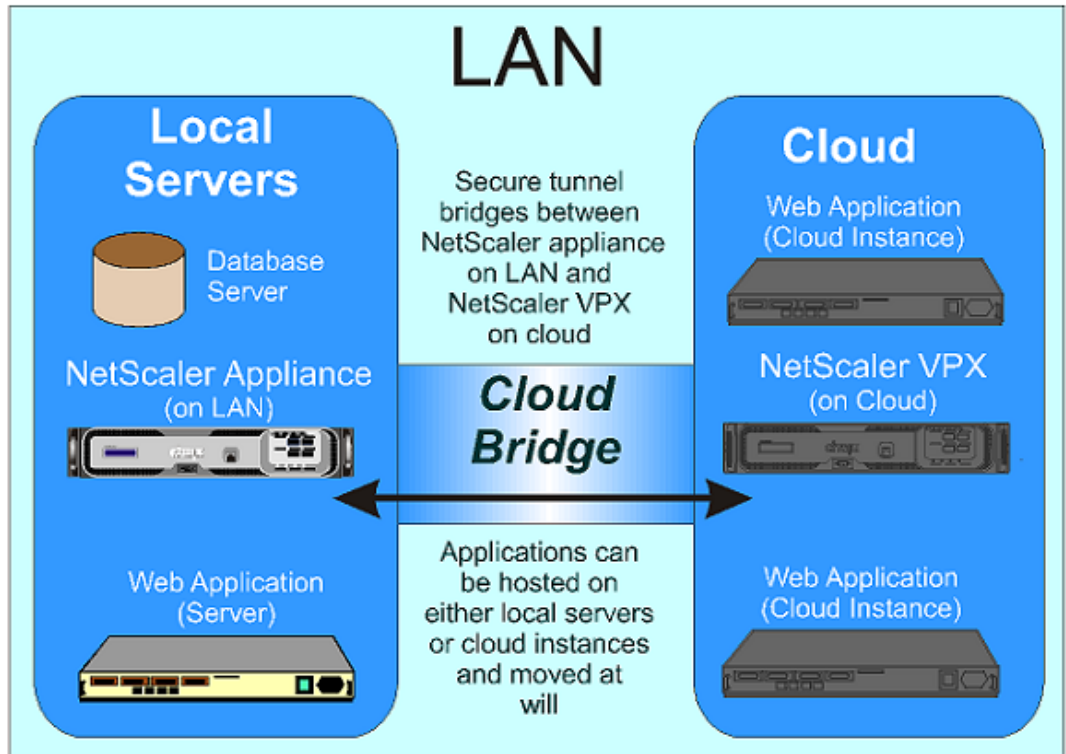 LAN
Local
Servers
Database
Server
NetScaler Appliance
(on LAN)
Web Application
(Server)
Secure tunnel
bridges between
NetScaler appliance
on LAN and
NetScaler VPX
on cloud
Cloud
Bridge
Applications can
be hosted on
either local servers
or cloud instances
and moved at
will
Cloud
Web Application
(Cloud Instance)
NetScaler VPX
(on Cloud)
citrix
Web Application
(Cloud Instance)